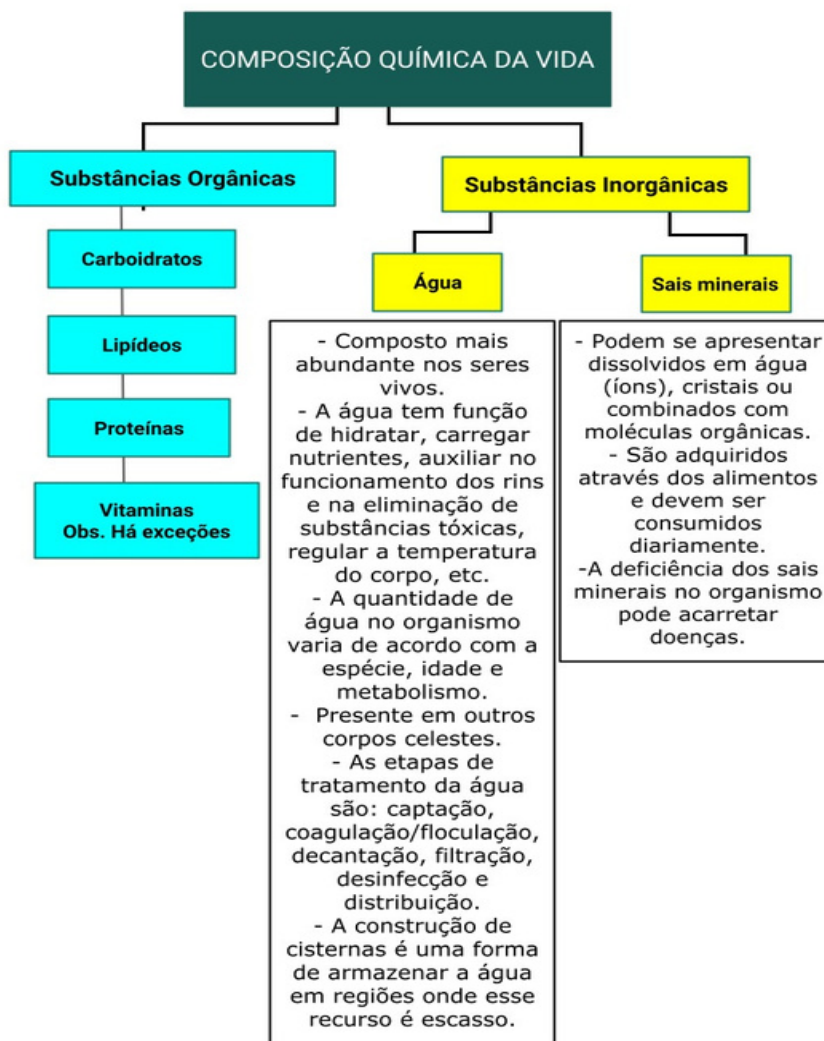 COMPOSIÇÃO QUÍMICA DA VIDA
Substâncias Orgânicas
Carboidratos
Lipídeos
Proteínas
Vitaminas
Obs. Há exceções
Substâncias Inorgânicas
Água
- Composto mais
abundante nos seres
vivos.
- A água tem função
de hidratar, carregar
nutrientes, auxiliar no
funcionamento dos rins
e na eliminação de
substâncias tóxicas,
regular a temperatura
do corpo, etc.
- A quantidade de
água no organismo
varia de acordo com a
espécie, idade e
metabolismo.
- Presente em outros
corpos celestes.
- As etapas de
tratamento da água
são: captação,
coagulação/floculação,
decantação, filtração,
desinfecção e
distribuição.
- A construção de
cisternas é uma forma
de armazenar a água
em regiões onde esse
recurso é escasso.
Sais minerais
- Podem se apresentar
dissolvidos em água
(íons), cristais ou
combinados com
moléculas orgânicas.
- São adquiridos
através dos alimentos
e devem ser
consumidos
diariamente.
-A deficiência dos sais
minerais no organismo
pode acarretar
doenças.